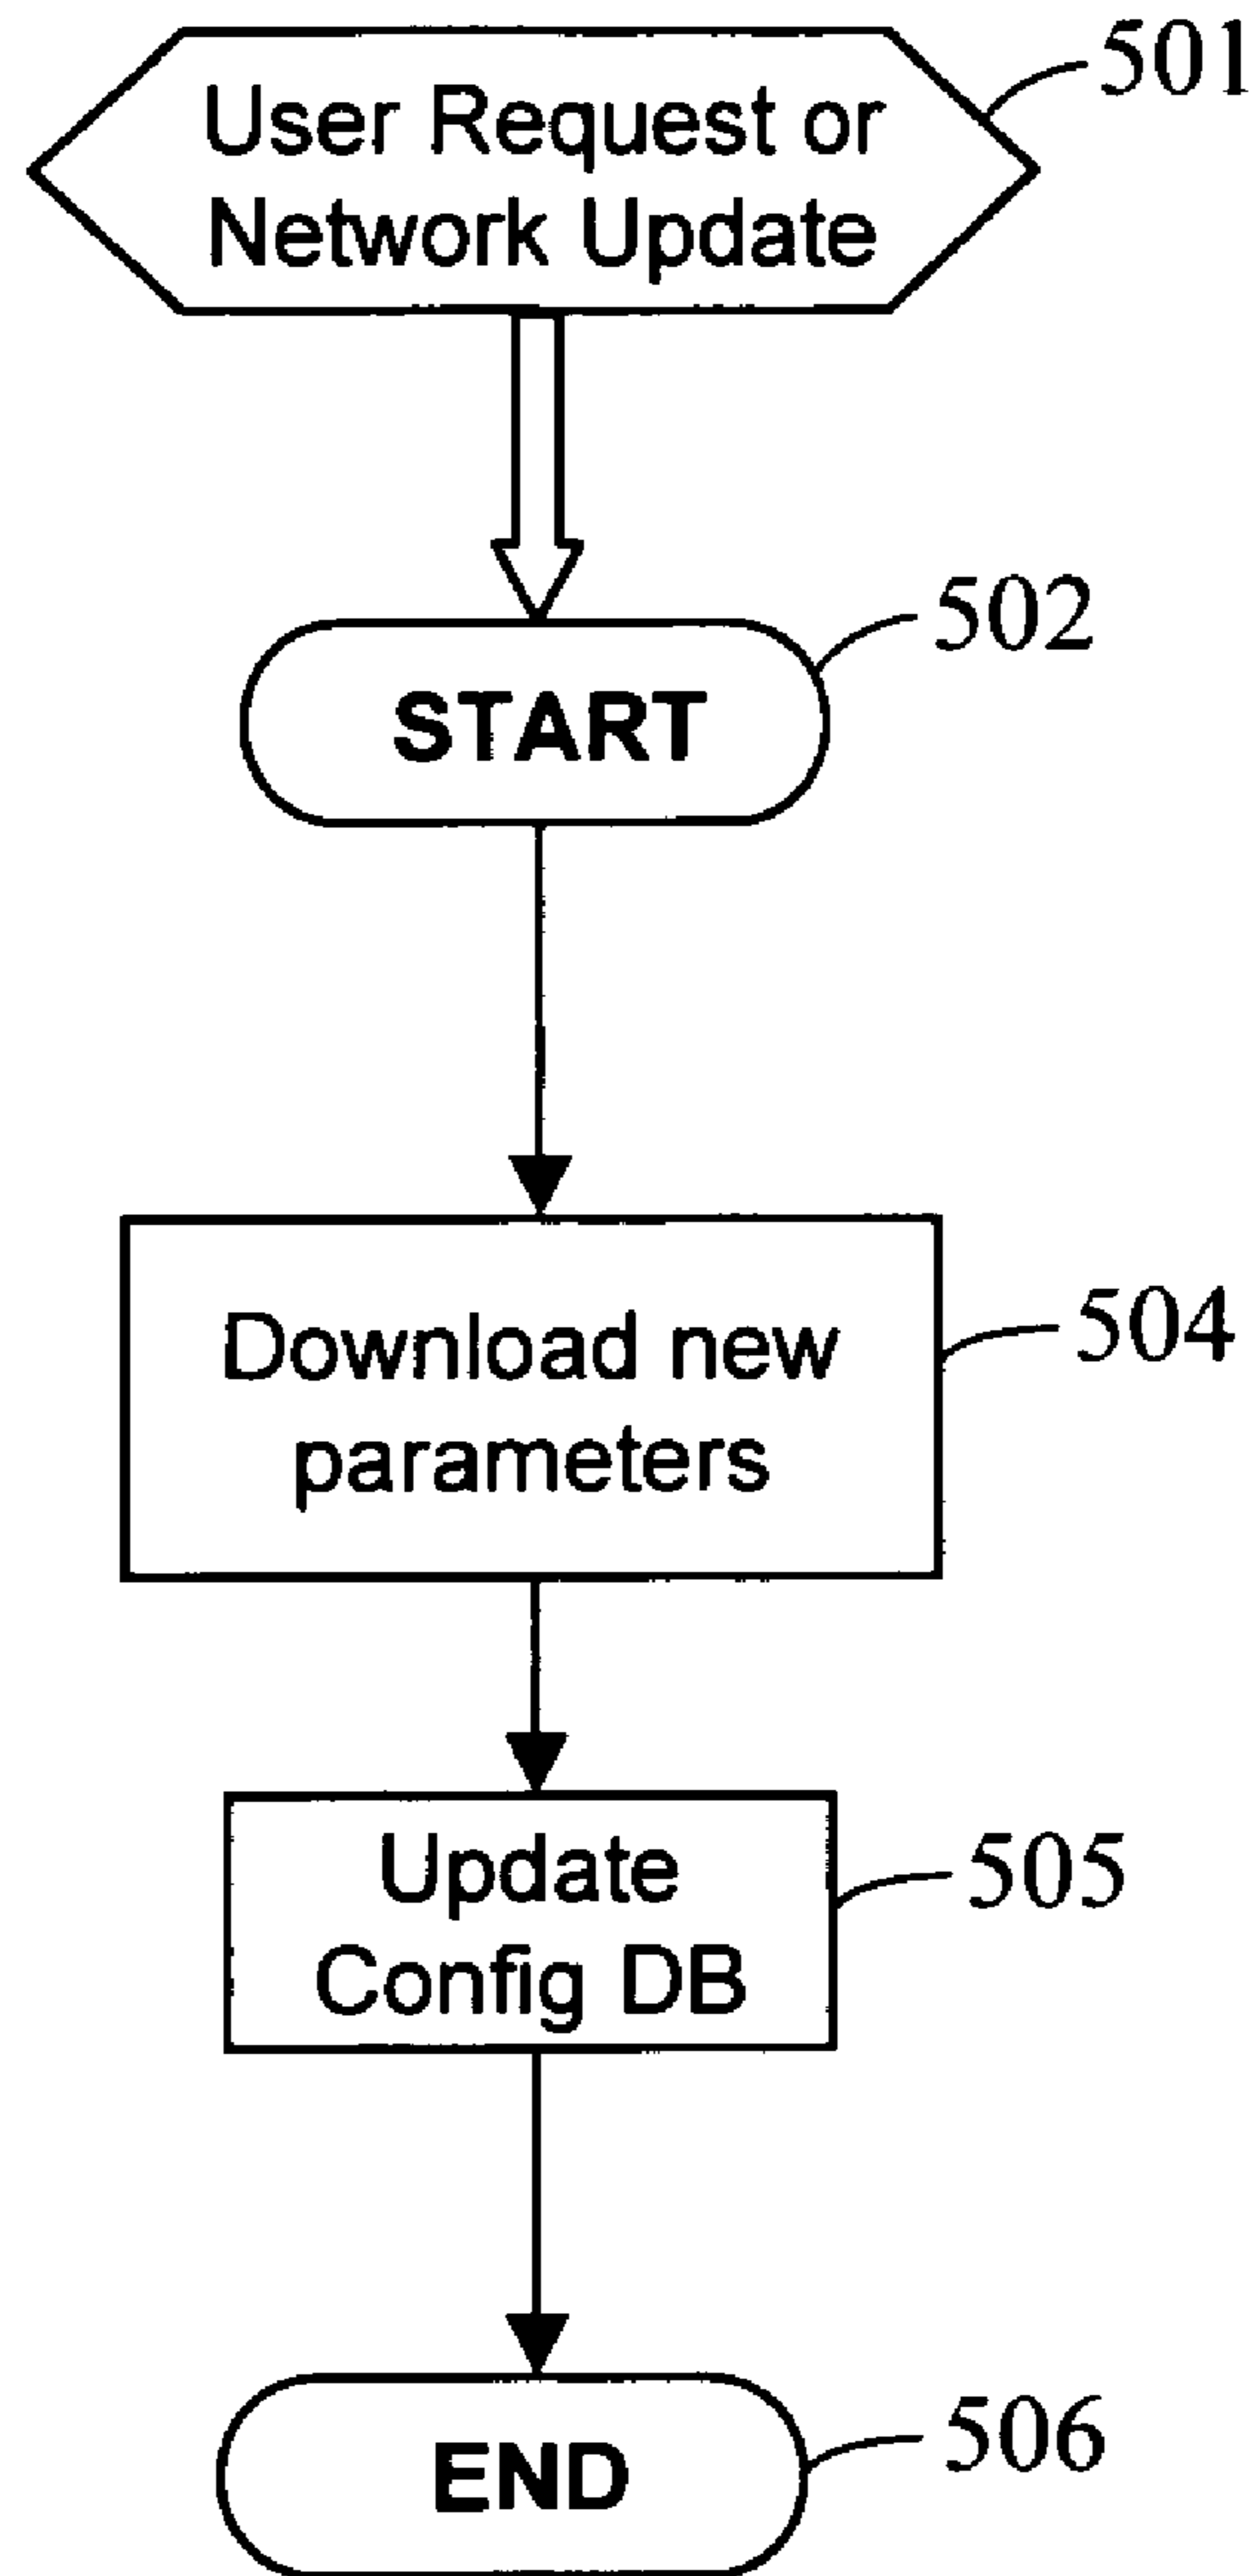 User Request or
Network Update
501
START
502
Download new
parameters
504
Update
Config DB
505
END
506